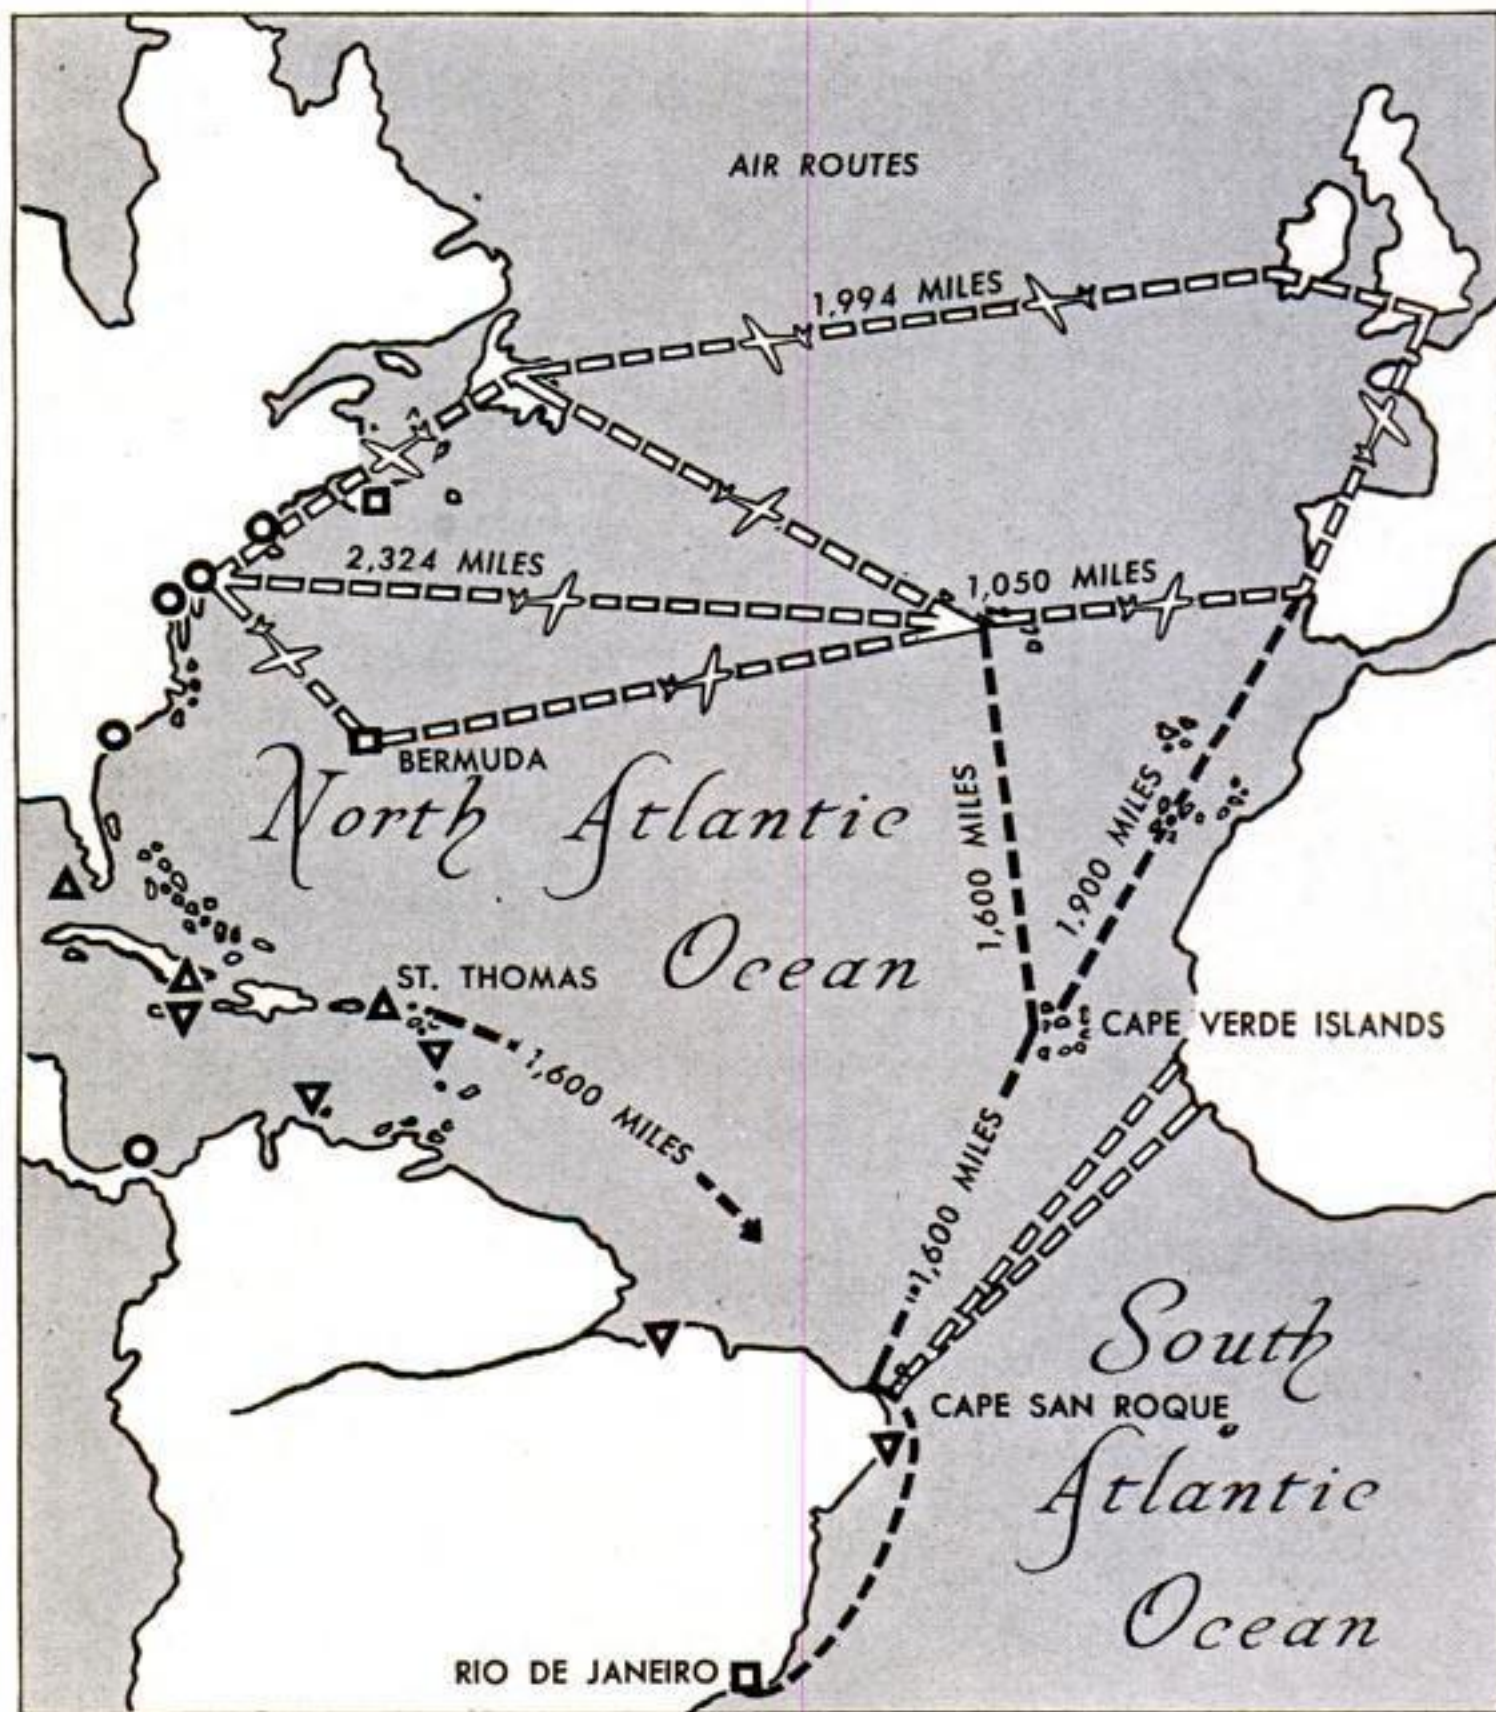 AIR ROUTES
1,994 MILES
2,324 MILES
1,050 MILES
BERMUDA
North Atlantic
Ocean
1,600 MILES
1,900 MILES
ST. THOMAS
CAPE VERDE ISLANDS
1,600 MILES
1,600 MILES
South
Atlantic
Ocean
CAPE SAN ROQUE
RIO DE JANEIRO